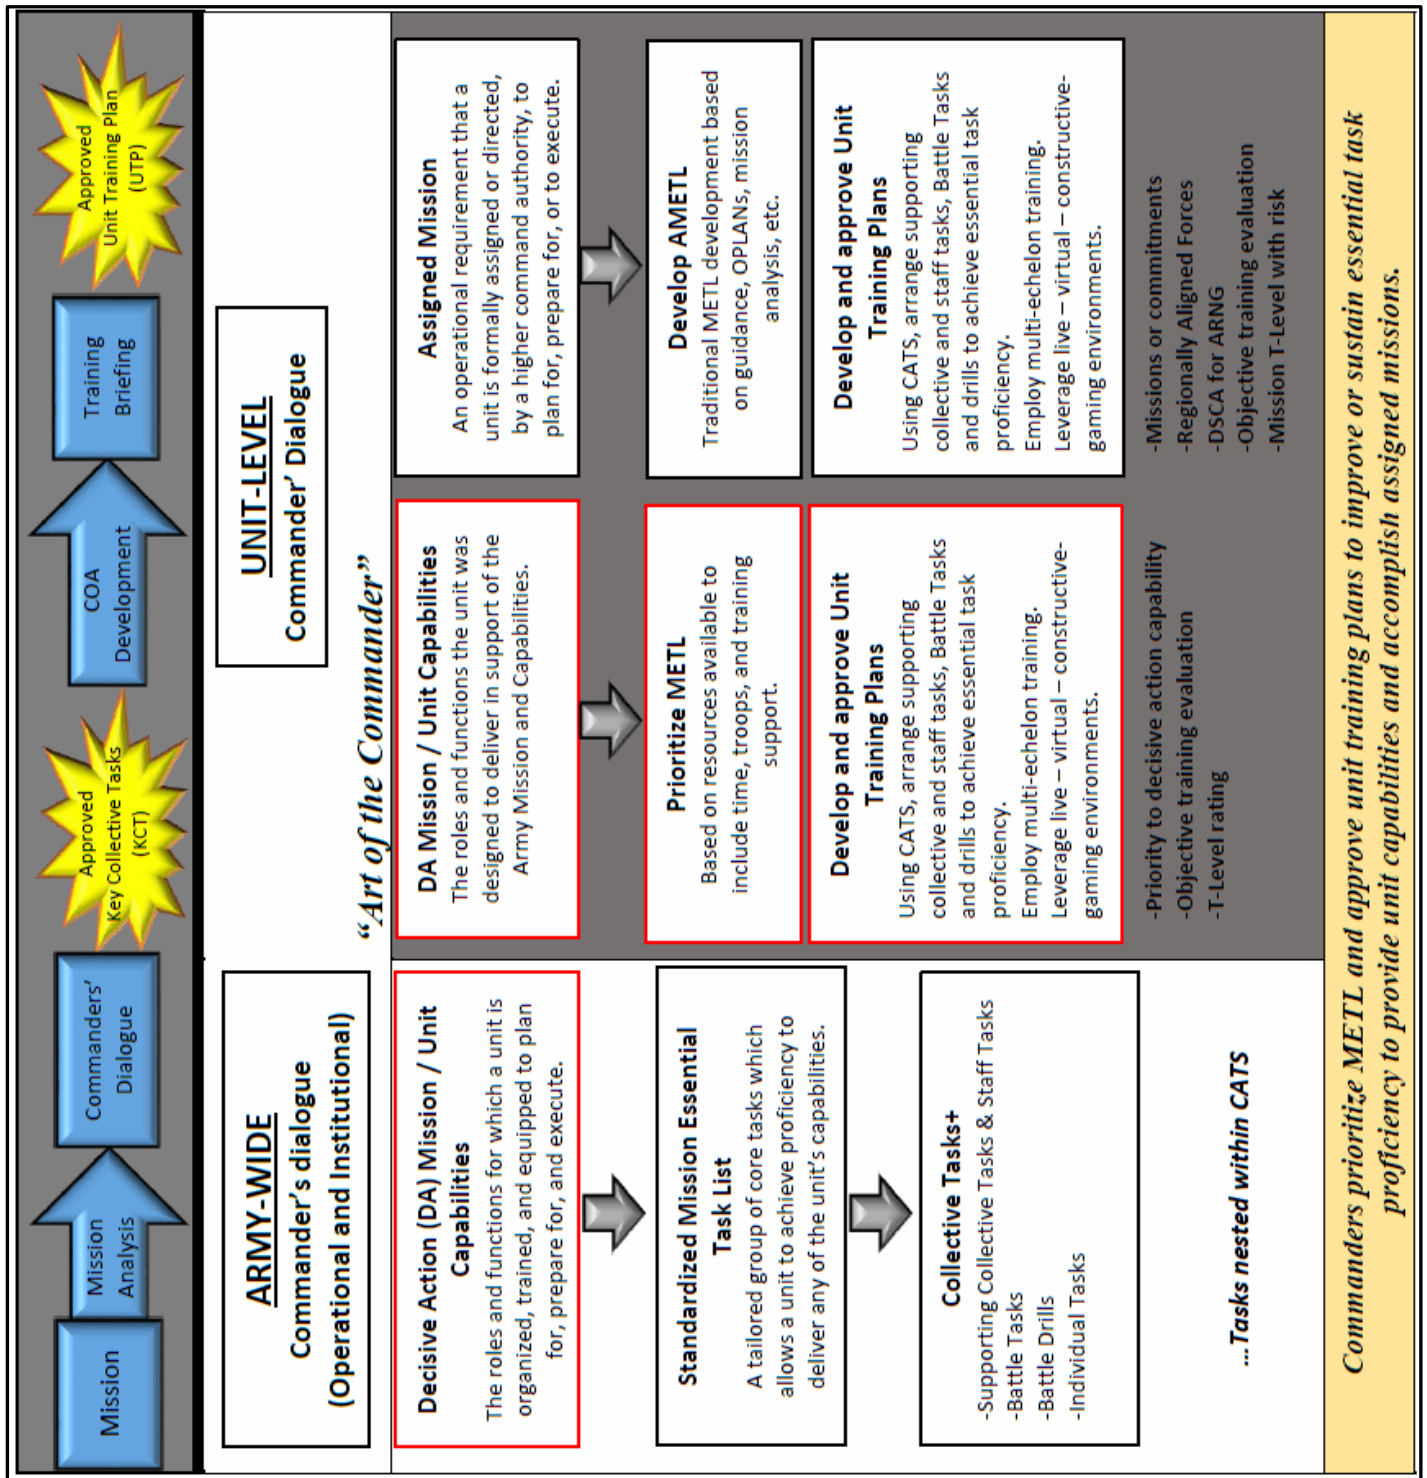 Mission
Mission
Analysis
Commanders’
Dialogue
Approved
Key Collective Tasks
(KCT)
COA
Development
Training
Briefing
Approved
Unit Training Plan
(UTP)
ARMY-WIDE
Commander’s dialogue
(Operational and Institutional)
UNIT-LEVEL
Commander’ Dialogue
“Art of the Commander”
Decisive Action (DA) Mission / Unit
Capabilities
The roles and functions for which a unit is
organized, trained, and equipped to plan
for, prepare for, and execute.
Standardized Mission Essential
Task List
A tailored group of core tasks which
allows a unit to achieve proficiency to
deliver any of the unit’s capabilities.
Collective Tasks+
-Supporting Collective Tasks & Staff Tasks
-Battle Tasks
-Battle Drills
-Individual Tasks
...Tasks nested within CATS
DA Mission / Unit Capabilities
The roles and functions the unit was
designed to deliver in support of the
Army Mission and Capabilities.
Prioritize METL
Based on resources available to
include time, troops, and training
support.
Develop and approve Unit
Training Plans
Using CATS, arrange supporting
collective and staff tasks, Battle Tasks
and drills to achieve essential task
proficiency.
Employ multi-echelon training.
Leverage live – virtual – constructive-
gaming environments.
-Priority to decisive action capability
-Objective training evaluation
-T-Level rating
Assigned Mission
An operational requirement that a
unit is formally assigned or directed,
by a higher command authority, to
plan for, prepare for, or to execute.
Develop AMETL
Traditional METL development based
on guidance, OPLANS, mission
analysis, etc.
Develop and approve Unit
Training Plans
Using CATS, arrange supporting
collective and staff tasks, Battle Tasks
and drills to achieve essential task
proficiency.
Employ multi-echelon training.
Leverage live – virtual – constructive-
gaming environments.
-Missions or commitments
-Regionally Aligned Forces
-DSCA for ARNG
-Objective training evaluation
-Mission T-Level with risk
Commanders prioritize METL and approve unit training plans to improve or sustain essential task
proficiency to provide unit capabilities and accomplish assigned missions.